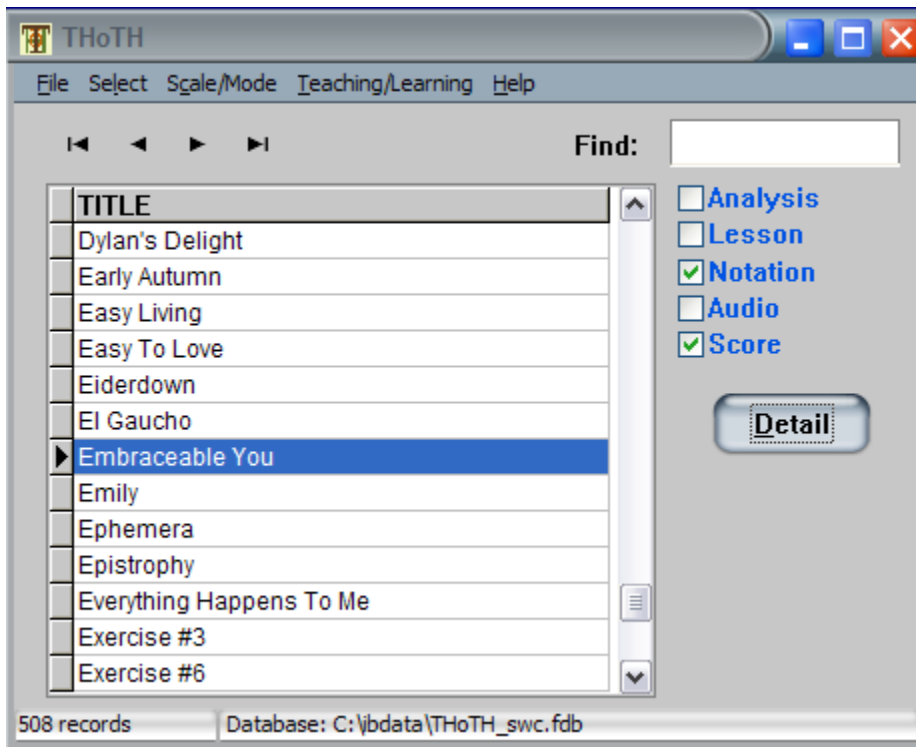 THoTH
File Select Scale/Mode Teaching/Learning Help
Find:
TITLE
Dylan's Delight
Early Autumn
Easy Living
Easy To Love
Eiderdown
El Gaucho
Embraceable You
Emily
Ephemera
Epistrophy
Everything Happens To Me
Exercise #3
Exercise #6
Analysis
Lesson
Notation
Audio
Score
Detail
508 records
Database: C:\ibdata\THoTH_swc.fdb